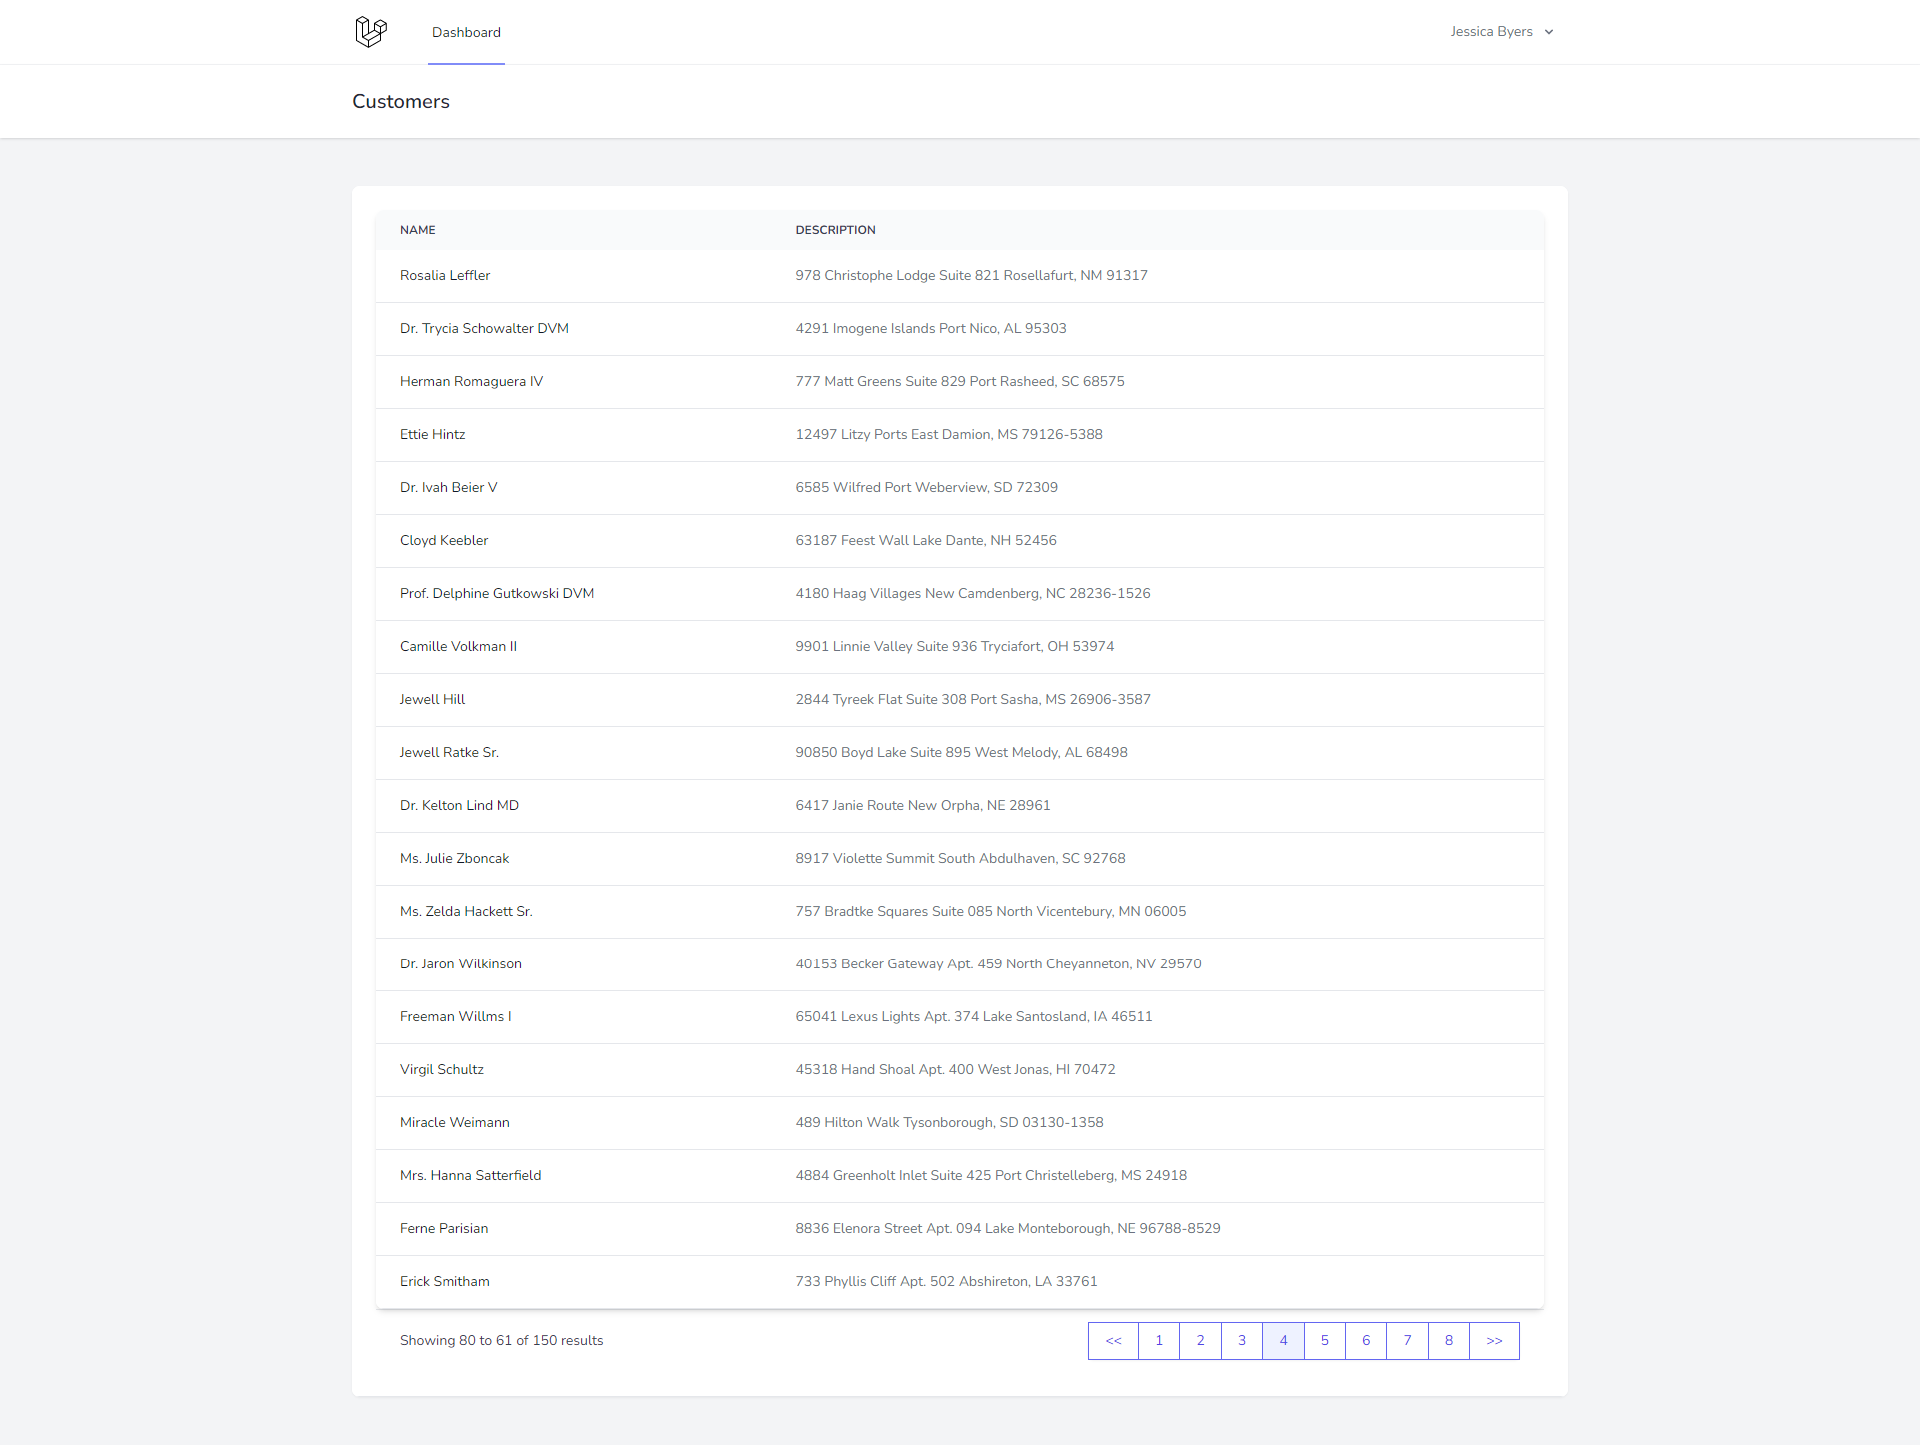 Dashboard
Jessica Byers
Customers
NAME DESCRIPTION
Rosalia Leffler 978 Christophe Lodge Suite 821 Rosellafurt, NM 91317
Dr. Trycia Schowalter DVM 4291 Imogene Islands Port Nico, AL 95303
Herman Romaguera IV 777 Matt Greens Suite 829 Port Rasheed, SC 68575
Ettie Hintz 12497 Litzy Ports East Damion, MS 79126-5388
Dr. Ivah Beier V 6585 Wilfred Port Weberview, SD 72309
Cloyd Keebler 63187 Feest Wall Lake Dante, NH 52456
Prof. Delphine Gutkowski DVM 4180 Haag Villages New Camdenberg, NC 28236-1526
Camille Volkman II 9901 Linnie Valley Suite 936 Tryciafort, OH 53974
Jewell Hill 2844 Tyreek Flat Suite 308 Port Sasha, MS 26906-3587
Jewell Ratke Sr. 90850 Boyd Lake Suite 895 West Melody, AL 68498
Dr. Kelton Lind MD 6417 Janie Route New Orpha, NE 28961
Ms. Julie Zboncak 8917 Violette Summit South Abdulhaven, SC 92768
Ms. Zelda Hackett Sr. 757 Bradtke Squares Suite 085 North Vicentebury, MN 06005
Dr. Jaron Wilkinson 40153 Becker Gateway Apt. 459 North Cheyanneton, NV 29570
Freeman Willms I 65041 Lexus Lights Apt. 374 Lake Santosland, IA 46511
Virgil Schultz 45318 Hand Shoal Apt. 400 West Jonas, HI 70472
Miracle Weimann 489 Hilton Walk Tysonborough, SD 03130-1358
Mrs. Hanna Satterfield 4884 Greenholt Inlet Suite 425 Port Christelleberg, MS 24918
Ferne Parisian 8836 Elenora Street Apt. 094 Lake Monteborough, NE 96788-8529
Erick Smitham 733 Phyllis Cliff Apt. 502 Abshireton, LA 33761
Showing 80 to 61 of 150 results << 1 2 3 4 5 6 7 8 >>